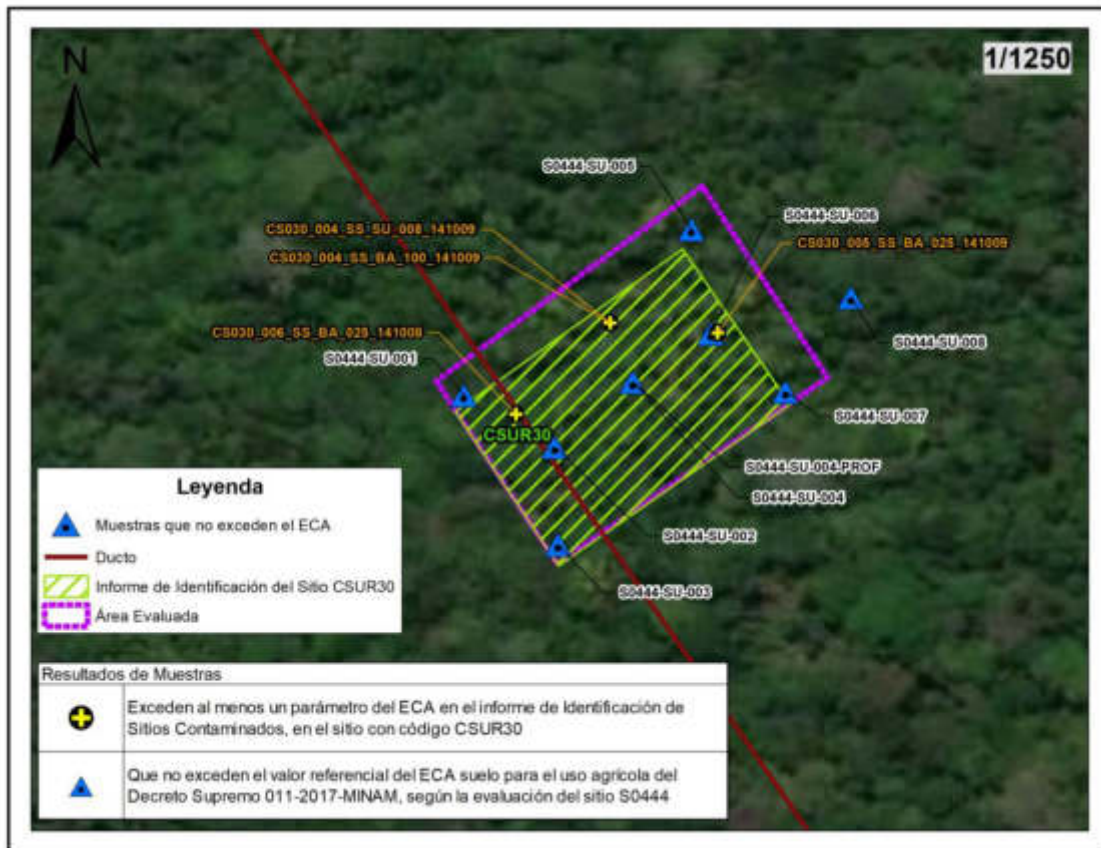 1/1250
N
S0444-SU-005
S0444-SU-006
CS030_004_SS_SU_008_141009
CS030_005_SS_BA_025_141009
CS030_004_SS_BA_100_141009
CS030_006_SS_BA_025_141008
S0444-SU-008
S0444-SU-001
S0444-SU-007
CSUR30
S0444-SU-004-PROF
S0444-SU-004
S0444-SU-002
S0444-SU-003
Leyenda
Muestras que no exceden el ECA
Ducto
Informe de Identificación del Sitio CSUR30
Área Evaluada
Resultados de Muestras
Exceden al menos un parámetro del ECA en el informe de Identificación de
Sitios Contaminados, en el sitio con código CSUR30
Que no exceden el valor referencial del ECA suelo para el uso agrícola del
Decreto Supremo 011-2017-MINAM, según la evaluación del sitio S0444